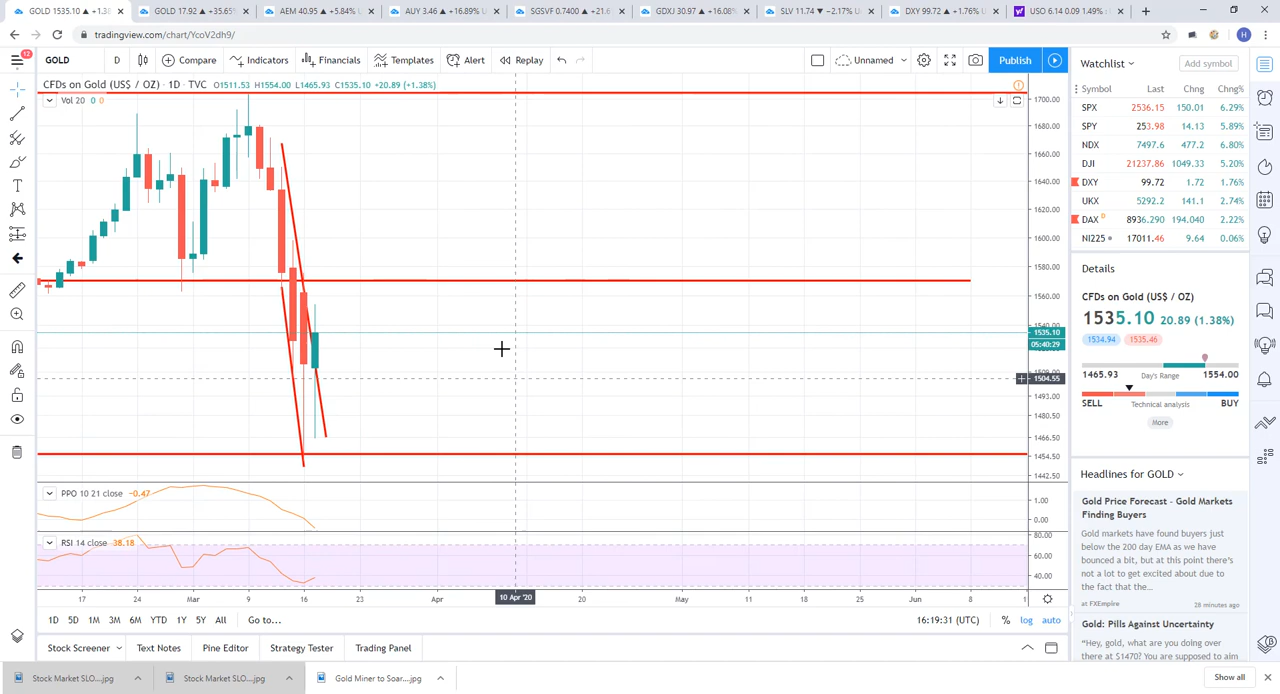 GOLD 1535.10 ▲ +1.3
GOLD 17.92 ▲ +35.65
AEM 40.95 ▲ +5.84% U
AUY 3.46 ▲ +16.89% U
SGSVF 0.7400 ▲ +21.6
GDXJ 30.97 ▲ +16.08%
SLV 11.74 ▼ −2.17% U
DXY 99.72 ▲ +1.76% U
USO 6.14 0.09 1.49%
tradingview.com/chart/YcoV2dh9/
H
12
GOLD D Compare Indicators Financials Templates Alert Replay Unnamed Publish
CFDs on Gold (US$ / OZ) · 1D · TVC O1511.53 H1554.00 L1465.93 C1535.10 +20.89 (+1.38%)
Vol 20 0 0
1700.00
1680.00
1660.00
1640.00
1620.00
1600.00
1580.00
1560.00
1535.10
05:40:29
1504.55
1493.00
1480.50
1466.50
1454.50
1442.50
PPO 10 21 close −0.47
1.00
0.00
RSI 14 close 38.18
80.00
60.00
40.00
17 24 Mar 9 16 23 Apr 10 Apr '20 20 May 11 18 25 Jun 8
1D 5D 1M 3M 6M YTD 1Y 5Y All Go to...
16:19:31 (UTC) % log auto
Stock Screener Text Notes Pine Editor Strategy Tester Trading Panel
Watchlist Add symbol
Symbol Last Chg Chg%
SPX 2536.15 150.01 6.29%
SPY 253.98 14.13 5.89%
NDX 7497.6 477.2 6.80%
DJI 21237.86 1049.33 5.20%
DXY 99.72 1.72 1.76%
UKX 5292.2 141.1 2.74%
DAX D 8936.290 194.040 2.22%
NI225 17011.46 9.64 0.06%
Details
CFDs on Gold (US$ / OZ)
1535.10 20.89 (1.38%)
1534.94 1535.46
1465.93 Day's Range 1554.00
SELL Technical analysis BUY
More
Headlines for GOLD
Gold Price Forecast - Gold Markets
Finding Buyers
Gold markets have found buyers just
below the 200 day EMA as we have
bounced a bit, but at this point there's
not a lot to get excited about due to
the fact that the...
at FXEmpire 28 minutes ago
Gold: Pills Against Uncertainty
“Hey, gold, what are you doing over
there at $1470? You are supposed to aim
Stock Market SLO....jpg
Stock Market SLO....jpg
Gold Miner to Soar....jpg
Show all